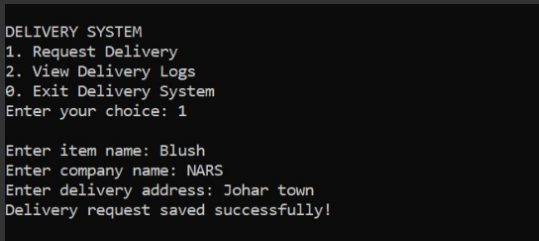 DELIVERY SYSTEM
1. Request Delivery
2. View Delivery Logs
0. Exit Delivery System
Enter your choice: 1
Enter item name: Blush
Enter company name: NARS
Enter delivery address: Johar town
Delivery request saved successfully!